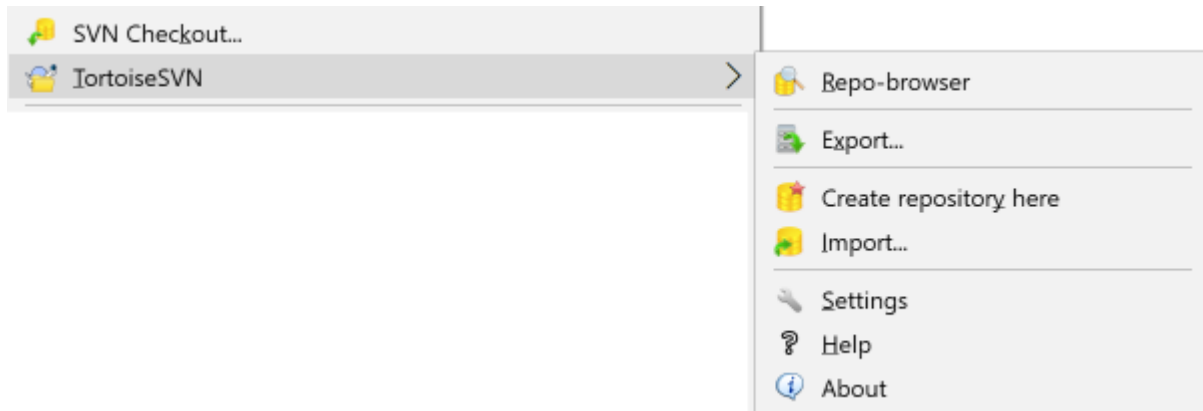 SVN Checkout...
TortoiseSVN
Repo-browser
Export...
Create repository here
Import...
Settings
Help
About